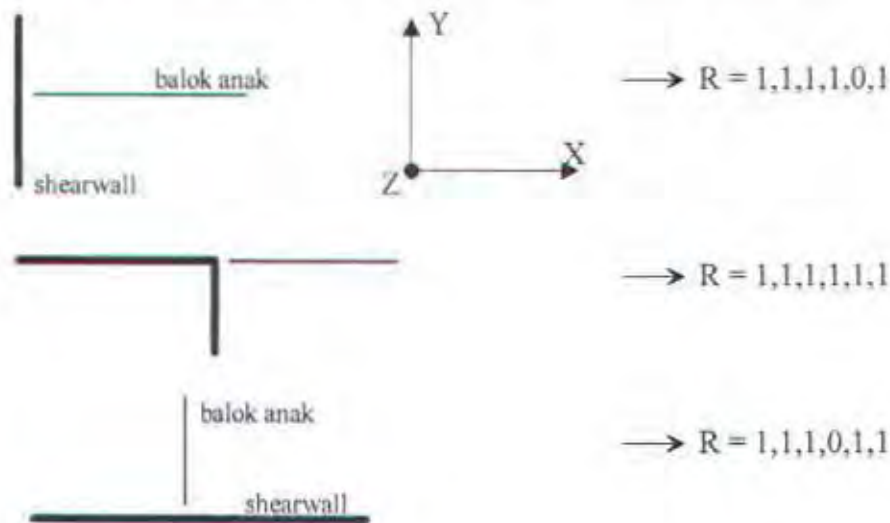 Y
balok anak
R = 1,1,1,1,0,1
X
Z
shearwall
R = 1,1,1,1,1,1
balok anak
R = 1,1,1,0,1,1
shearwall